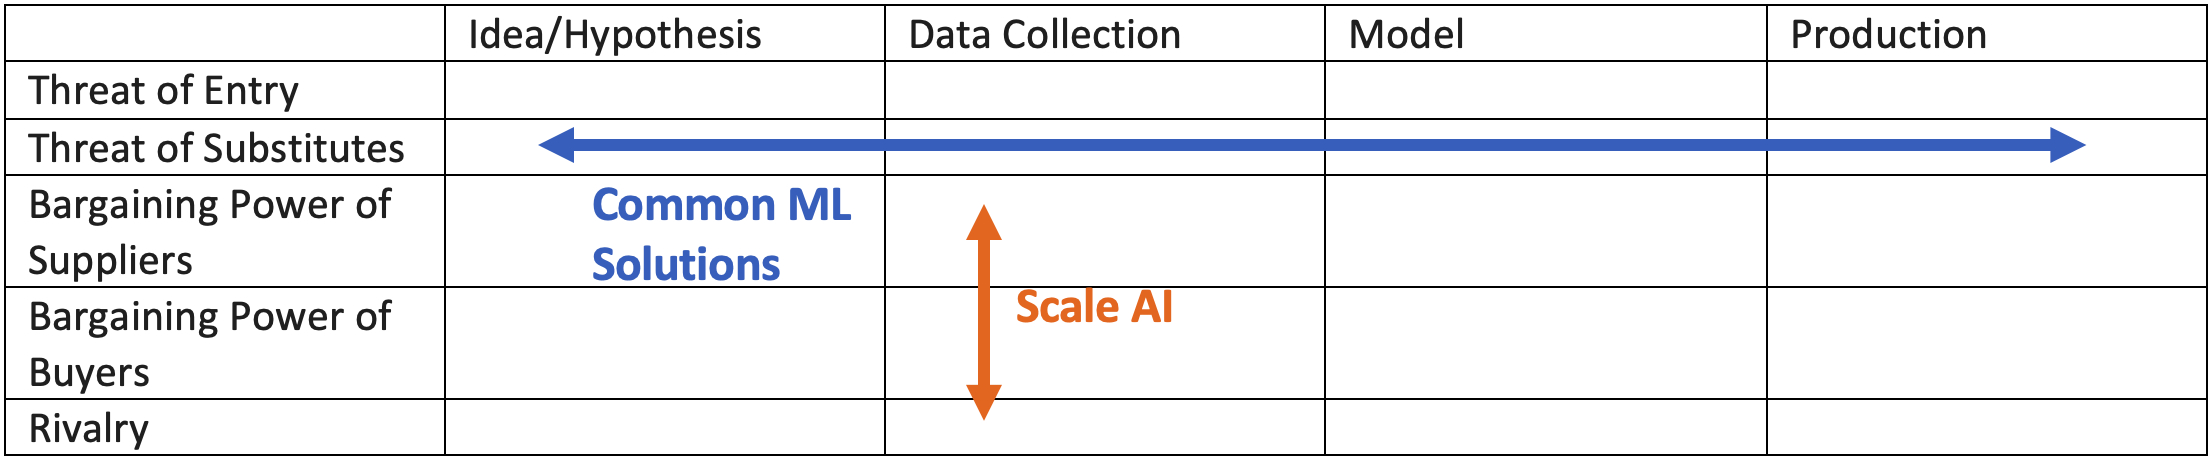 Idea/Hypothesis
Data Collection
Model
Production
Threat of Entry
Threat of Substitutes
Bargaining Power of
Suppliers
Common ML
Solutions
Bargaining Power of
Buyers
Scale AI
Rivalry